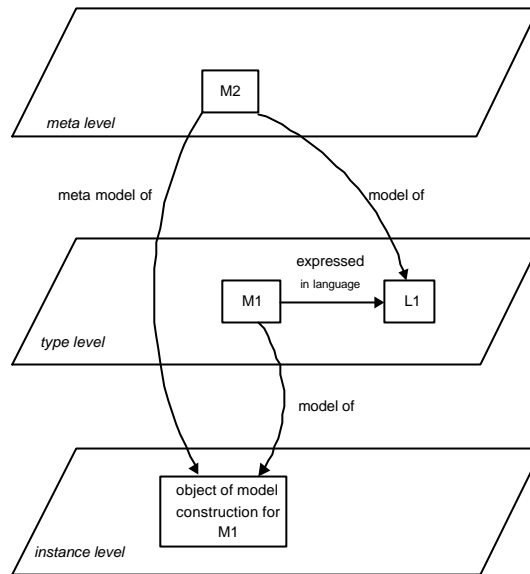 M2
meta level
meta model of
model of
expressed
in language
M1
L1
type level
model of
object of model
construction for
M1
instance level